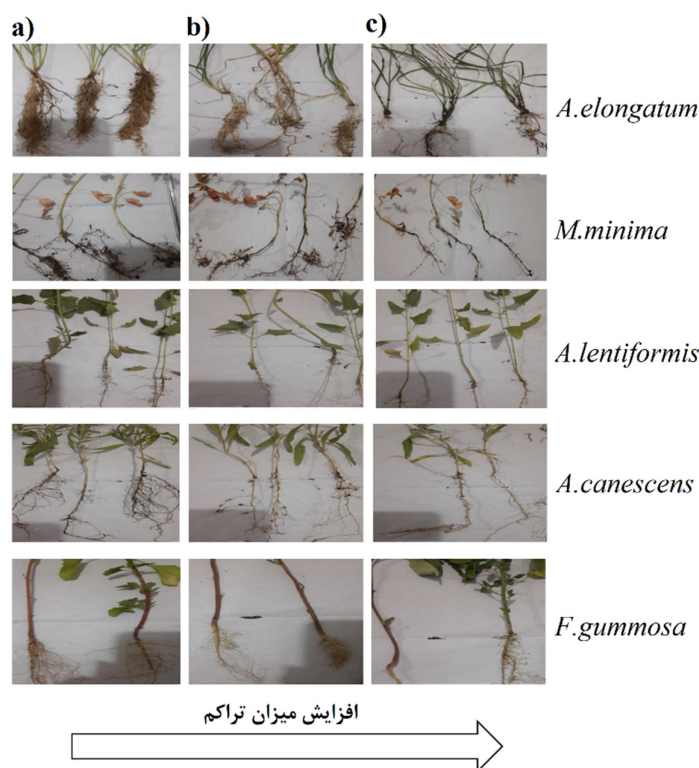 a) b) c)
A.elongatum
M.minima
A.lentiformis
A.canescens
F.gummosa
افزایش میزان تراکم